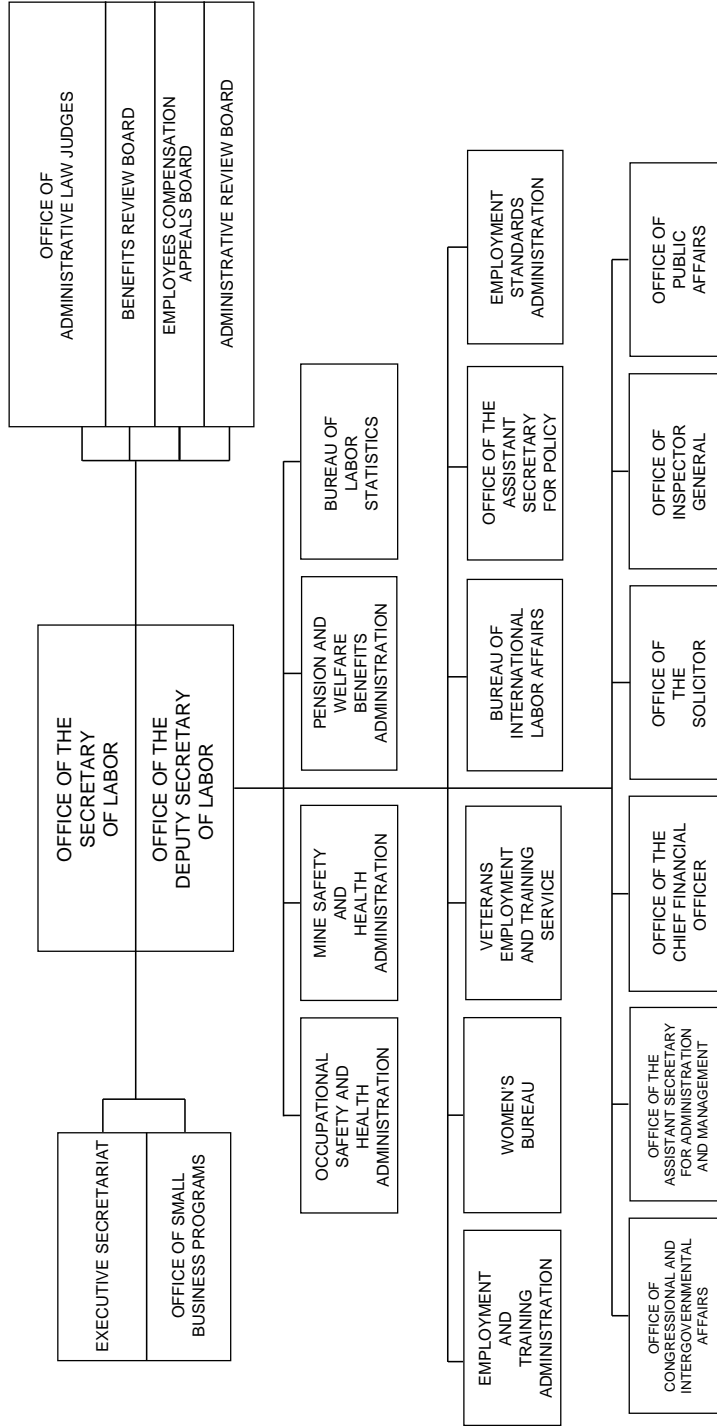 OFFICE OF THE
SECRETARY
OF LABOR
OFFICE OF THE
DEPUTY SECRETARY
OF LABOR
EXECUTIVE SECRETARIAT
OFFICE OF SMALL
BUSINESS PROGRAMS
OFFICE OF
ADMINISTRATIVE LAW JUDGES
BENEFITS REVIEW BOARD
EMPLOYEES COMPENSATION
APPEALS BOARD
ADMINISTRATIVE REVIEW BOARD
OCCUPATIONAL
SAFETY AND
HEALTH
ADMINISTRATION
MINE SAFETY
AND
HEALTH
ADMINISTRATION
PENSION AND
WELFARE
BENEFITS
ADMINISTRATION
BUREAU OF
LABOR
STATISTICS
EMPLOYMENT
AND
TRAINING
ADMINISTRATION
WOMEN'S
BUREAU
VETERANS
EMPLOYMENT
AND TRAINING
SERVICE
BUREAU OF
INTERNATIONAL
LABOR AFFAIRS
OFFICE OF THE
ASSISTANT
SECRETARY
FOR POLICY
EMPLOYMENT
STANDARDS
ADMINISTRATION
OFFICE OF
CONGRESSIONAL AND
INTERGOVERNMENTAL
AFFAIRS
OFFICE OF THE
ASSISTANT SECRETARY
FOR ADMINISTRATION
AND MANAGEMENT
OFFICE OF THE
CHIEF FINANCIAL
OFFICER
OFFICE OF
THE
SOLICITOR
OFFICE OF
INSPECTOR
GENERAL
OFFICE OF
PUBLIC
AFFAIRS